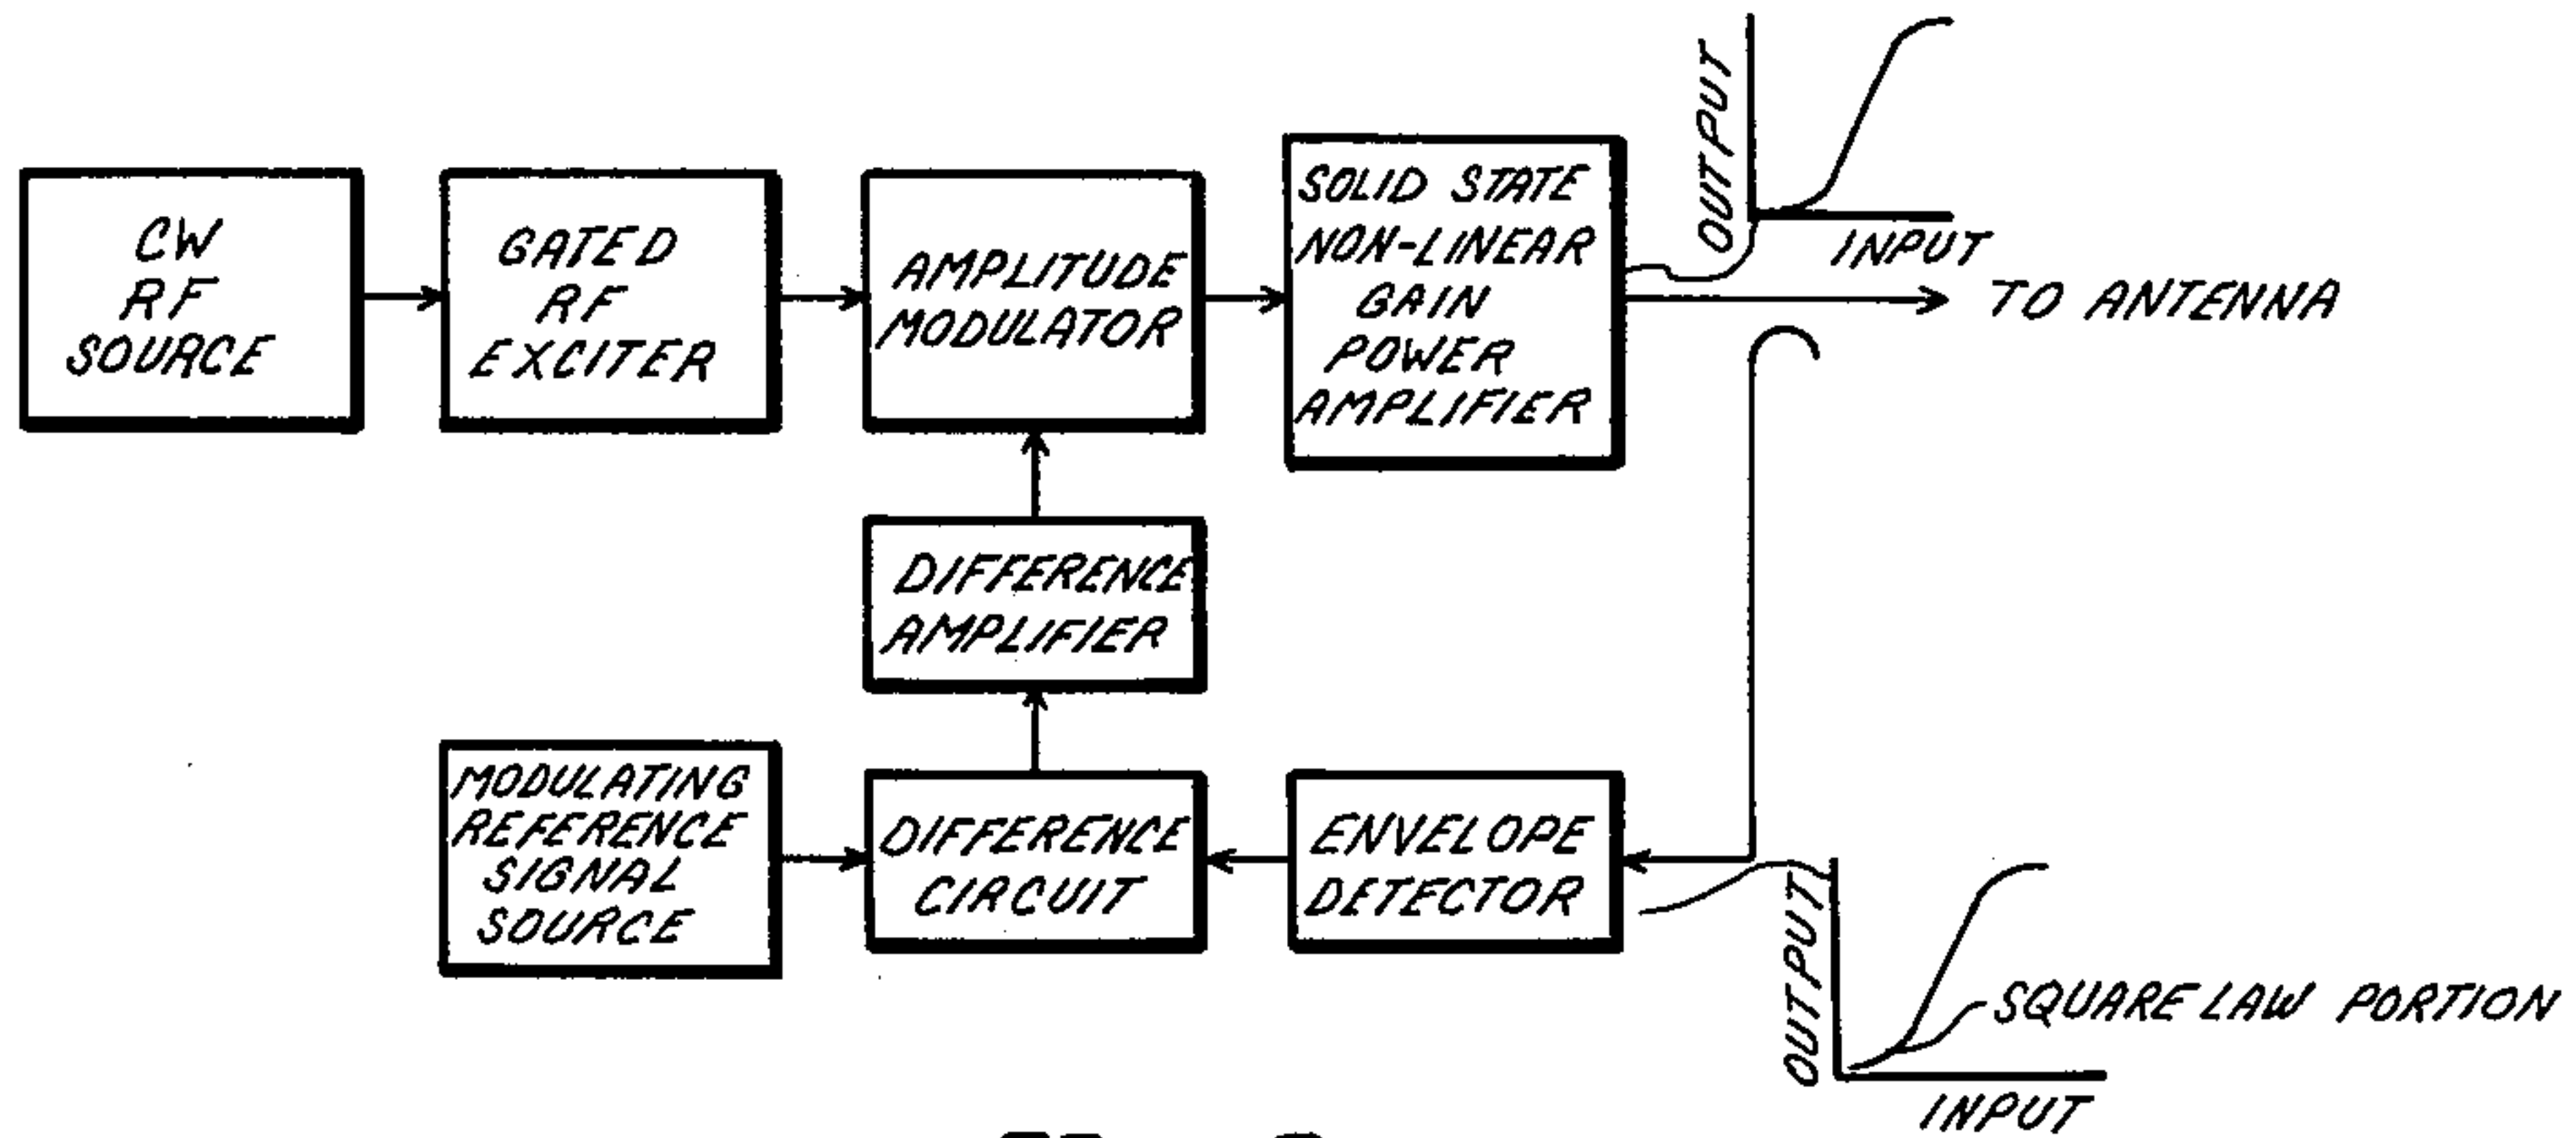 CW
RF
SOURCE
GATED
RF
EXCITER
AMPLITUDE
MODULATOR
SOLID STATE
NON-LINEAR
GAIN
POWER
AMPLIFIER
OUTPUT
INPUT
TO ANTENNA
DIFFERENCE
AMPLIFIER
MODULATING
REFERENCE
SIGNAL
SOURCE
DIFFERENCE
CIRCUIT
ENVELOPE
DETECTOR
OUTPUT
SQUARE LAW PORTION
INPUT